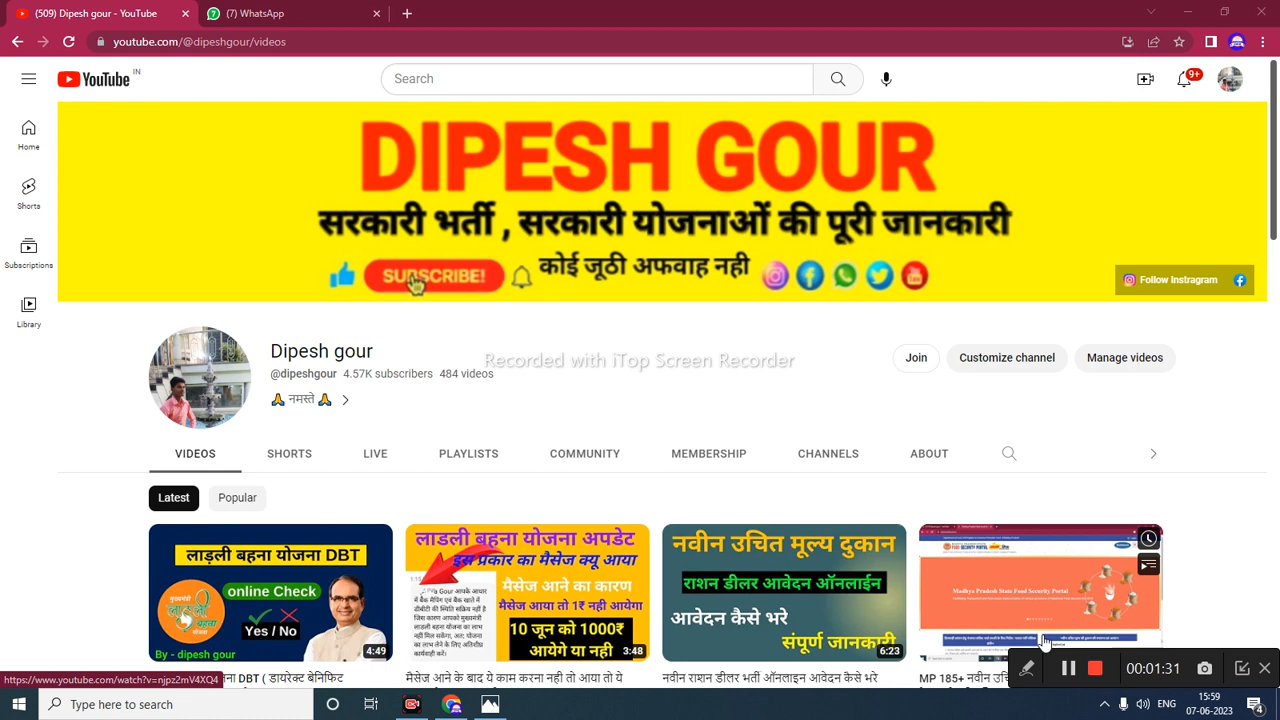 (509) Dipesh gour - YouTube
(7) WhatsApp
youtube.com/@dipeshgour/videos
YouTube IN
Search
9+
Home
Shorts
Subscriptions
Library
DIPESH GOUR
सरकारी भर्ती , सरकारी योजनाओं की पूरी जानकारी
SUBSCRIBE!
कोई जूठी अफवाह नही
Follow Instragram
Dipesh gour
@dipeshgour 4.57K subscribers 484 videos
🙏 नमस्ते 🙏
Recorded with iTop Screen Recorder
Join
Customize channel
Manage videos
VIDEOS
SHORTS
LIVE
PLAYLISTS
COMMUNITY
MEMBERSHIP
CHANNELS
ABOUT
Latest
Popular
लाड़ली बहना योजना DBT
online Check
Yes / No
By - dipesh gour
4:49
लाडली बहना योजना अपडेट
इस प्रकार का मैसेज क्यू आया
मैसेज आने का कारण
मैसेज आया तो 1₹ नही आयेगा
10 जून को 1000₹
आयेगे या नही
3:48
नवीन उचित मूल्य दुकान
राशन डीलर आवेदन ऑनलाईन
आवेदन कैसे भरे
संपूर्ण जानकारी
6:23
Madhya Pradesh State Food Security Portal
योजना DBT ( डायरेक्ट बेनिफिट
मैसेज आने के बाद ये काम करना नही तो आया तो ये
नवीन राशन डीलर भर्ती ऑनलाइन आवेदन कैसे भरे
MP 185+ नवीन
https://www.youtube.com/watch?v=njpz2mV4XQ4
00:01:31
Type here to search
15:59
07-06-2023
4